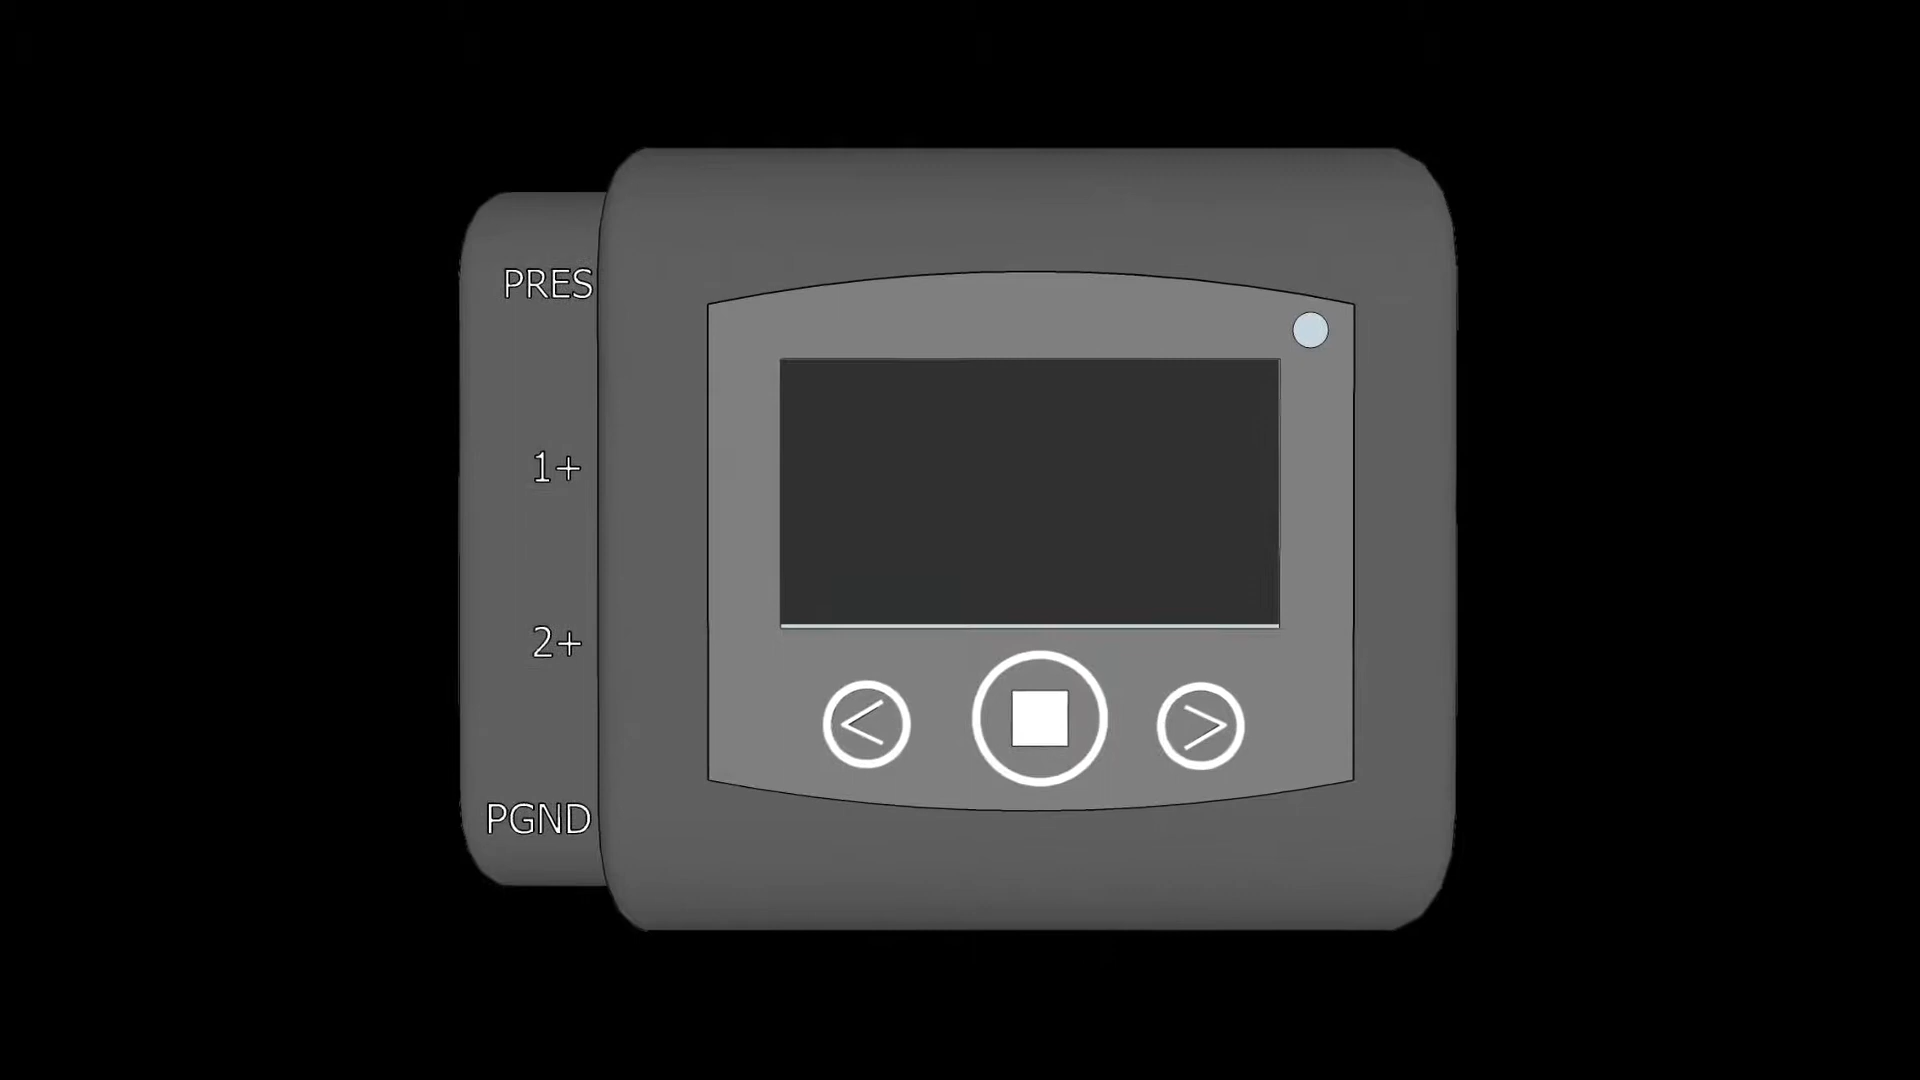 PRES
1+
2+
PGND
< >